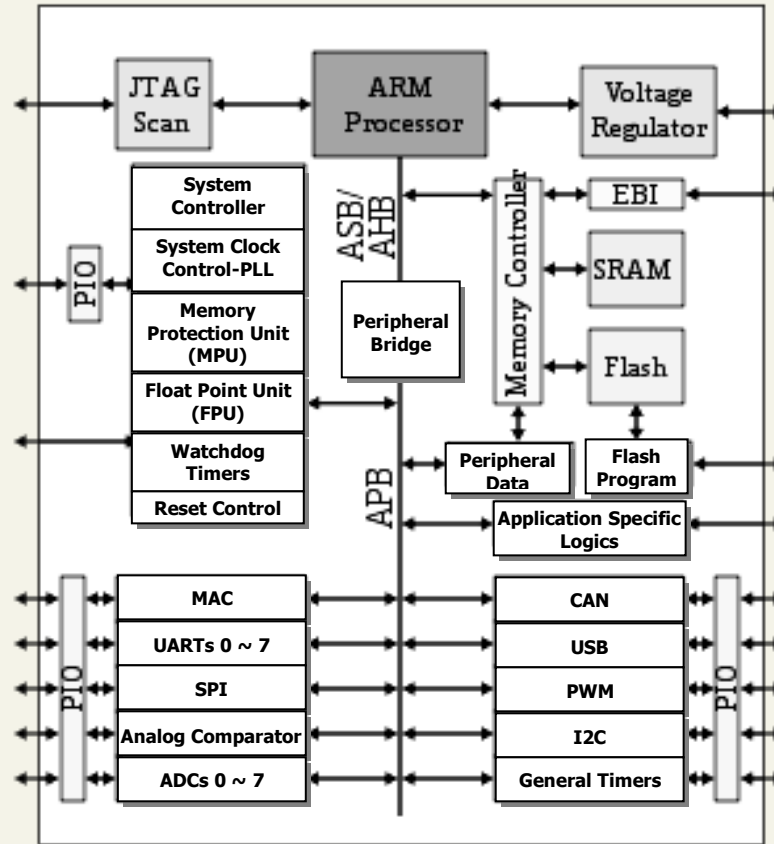 JTAG
Scan
ARM
Processor
Voltage
Regulator
System
Controller
System Clock
Control-PLL
Memory
Protection Unit
(MPU)
Float Point Unit
(FPU)
Watchdog
Timers
Reset Control
PIO
ASB/
AHB
Peripheral
Bridge
Memory Controller
EBI
SRAM
Flash
Peripheral
Data
Flash
Program
APB
Application Specific
Logics
PIO
MAC
UARTs 0 ~ 7
SPI
Analog Comparator
ADCs 0 ~ 7
CAN
USB
PWM
I2C
General Timers
PIO